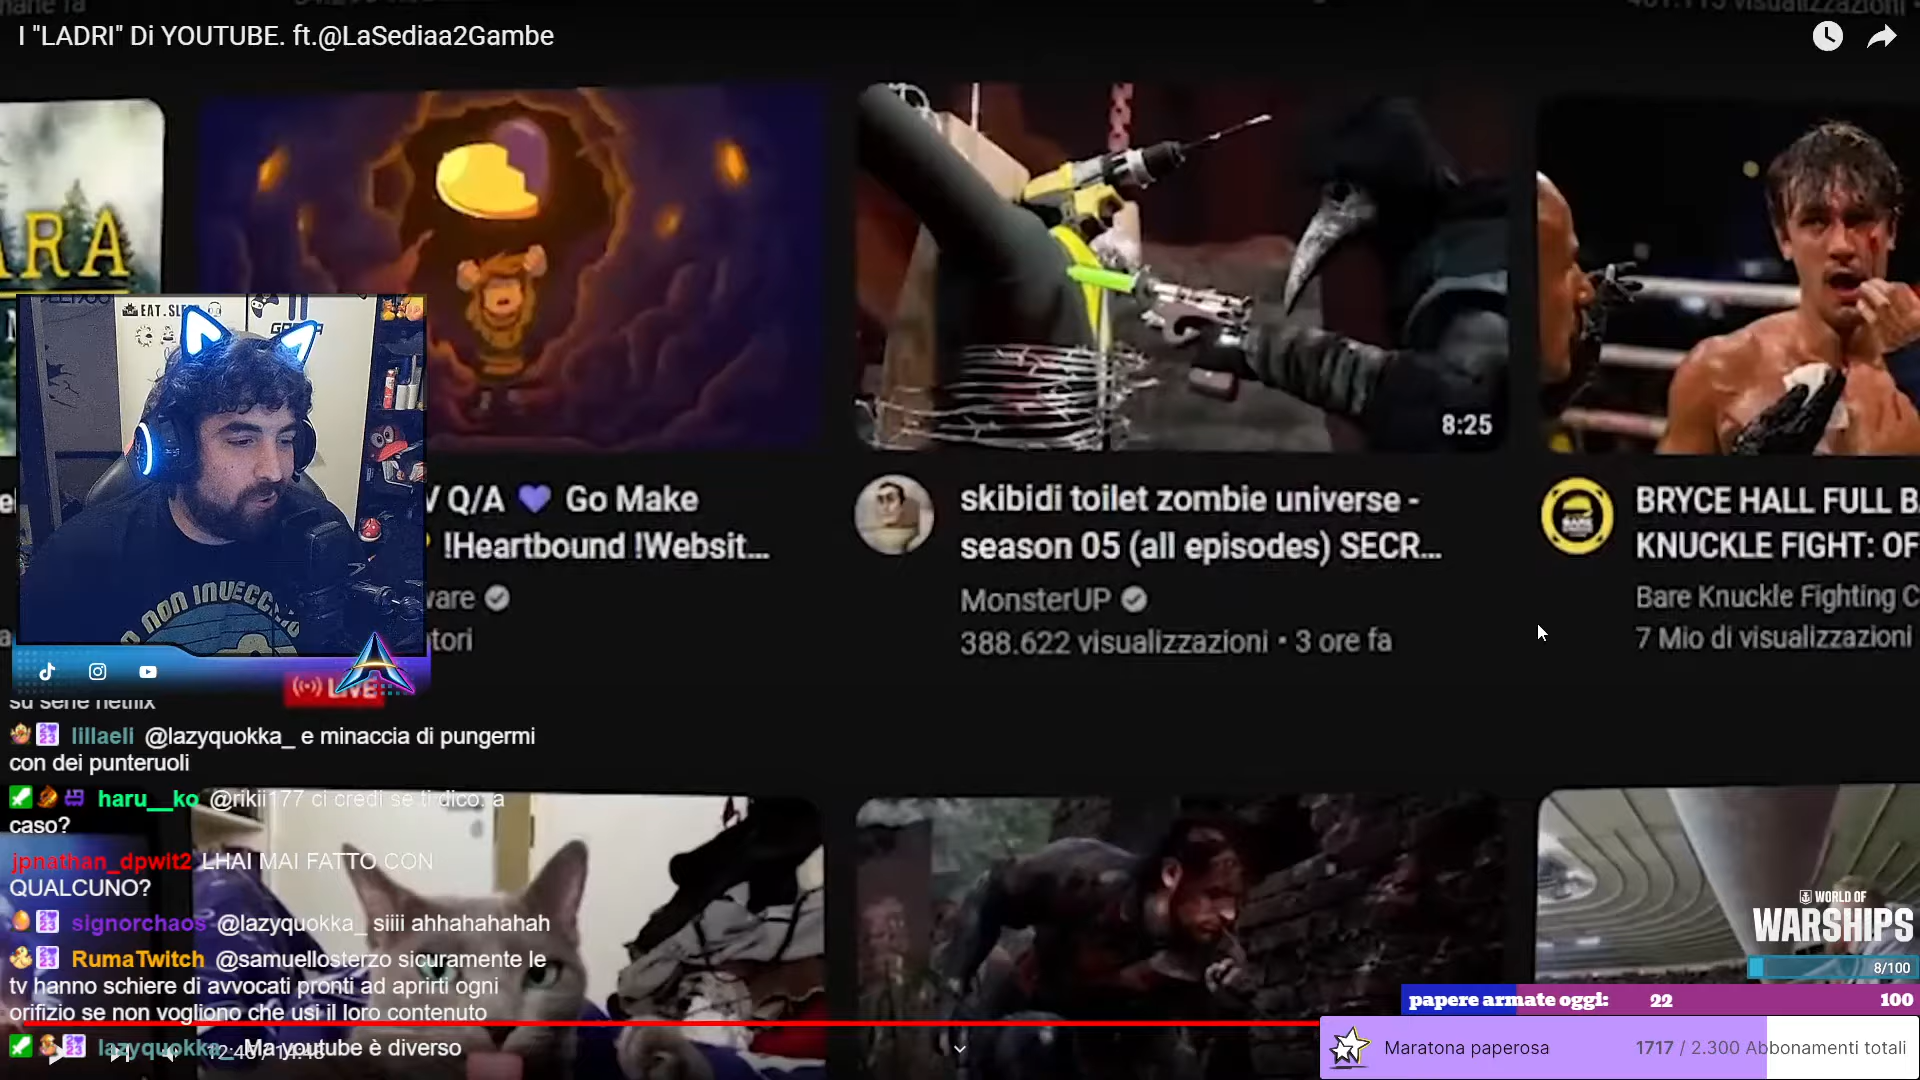 I "LADRI" Di YOUTUBE. ft.@LaSediaa2Gambe
ARA
EAT.SLE
8:25
V Q/A 💜 Go Make
!Heartbound !Websit...
ware
tori
skibidi toilet zombie universe -
season 05 (all episodes) SECR...
MonsterUP
388.622 visualizzazioni • 3 ore fa
BRYCE HALL FULL B
KNUCKLE FIGHT: OF
Bare Knuckle Fighting C
7 Mio di visualizzazioni
NON INVECC
LIVE
su serie netflix
lillaeli @lazyquokka_ e minaccia di pungermi
con dei punteruoli
haru__ko @rikii177 ci credi se ti dico: a
caso?
jpnathan_dpwit2 LHAI MAI FATTO CON
QUALCUNO?
signorchaos @lazyquokka_ siiii ahhahahahah
RumaTwitch @samuellosterzo sicuramente le
tv hanno schiere di avvocati pronti ad aprirti ogni
orifizio se non vogliono che usi il loro contenuto
lazyquokka_ Ma youtube è diverso
WORLD OF
WARSHIPS
8/100
papere armate oggi: 22 100
Maratona paperosa 1717 / 2.300 Abbonamenti totali